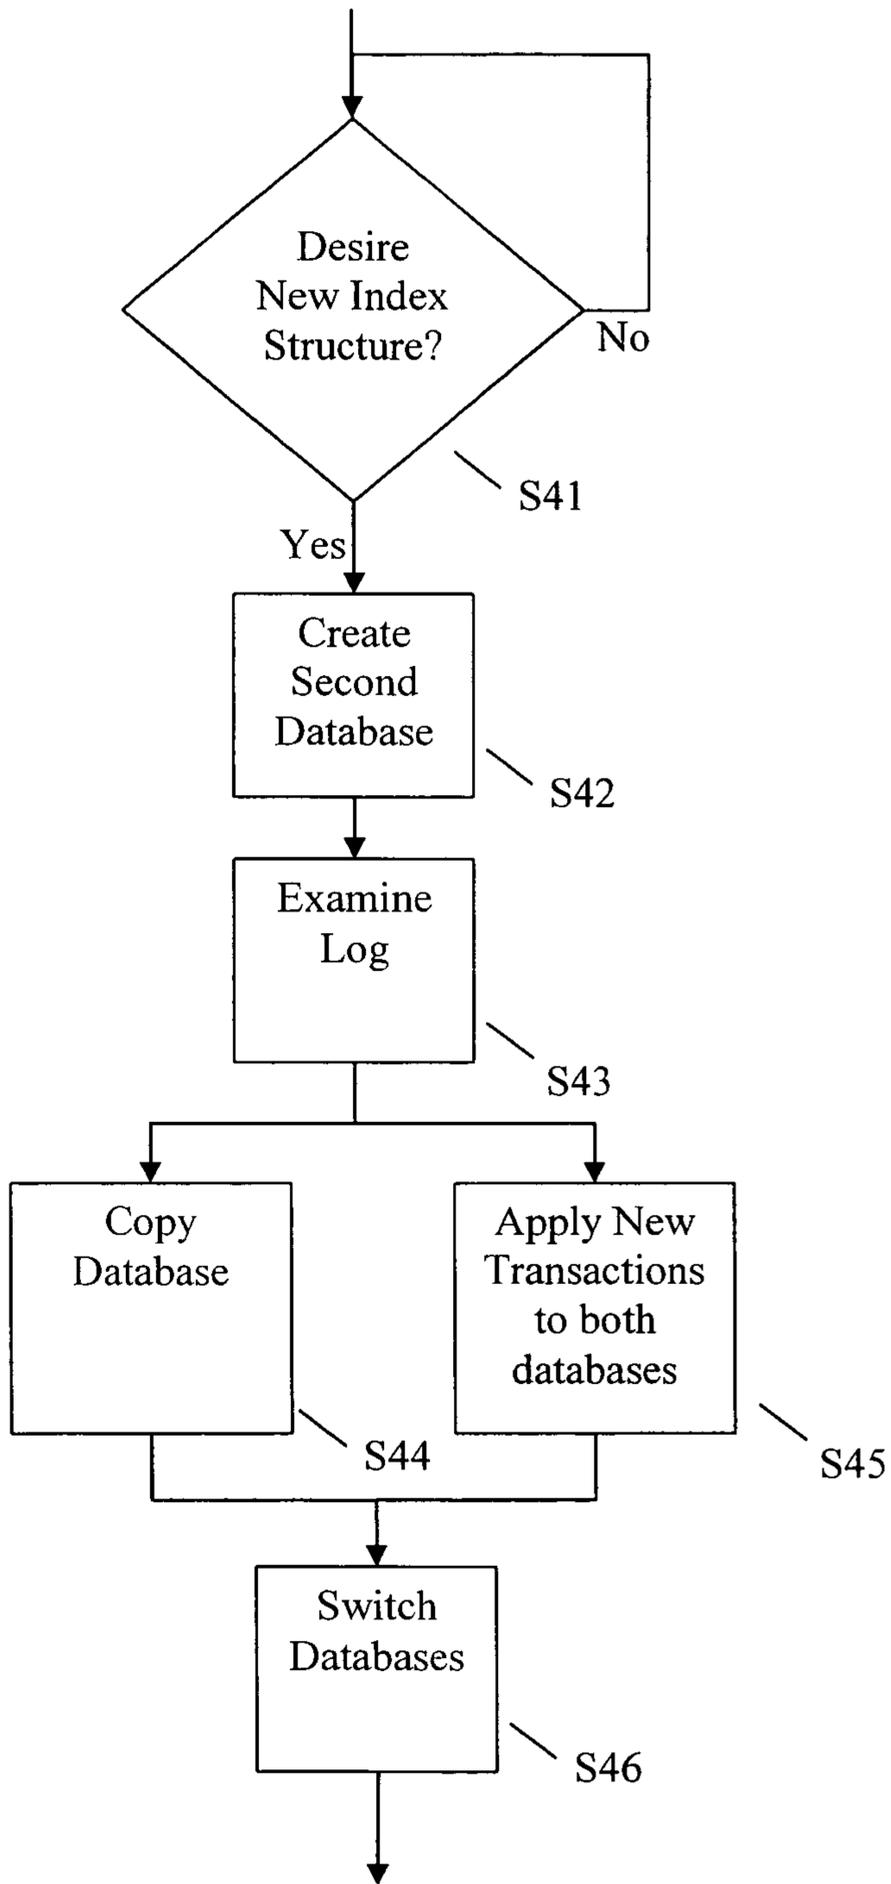 Desire
New Index
Structure?
No
S41
Yes
Create
Second
Database
S42
Examine
Log
S43
Copy
Database
S44
Apply New
Transactions
to both
databases
S45
Switch
Databases
S46